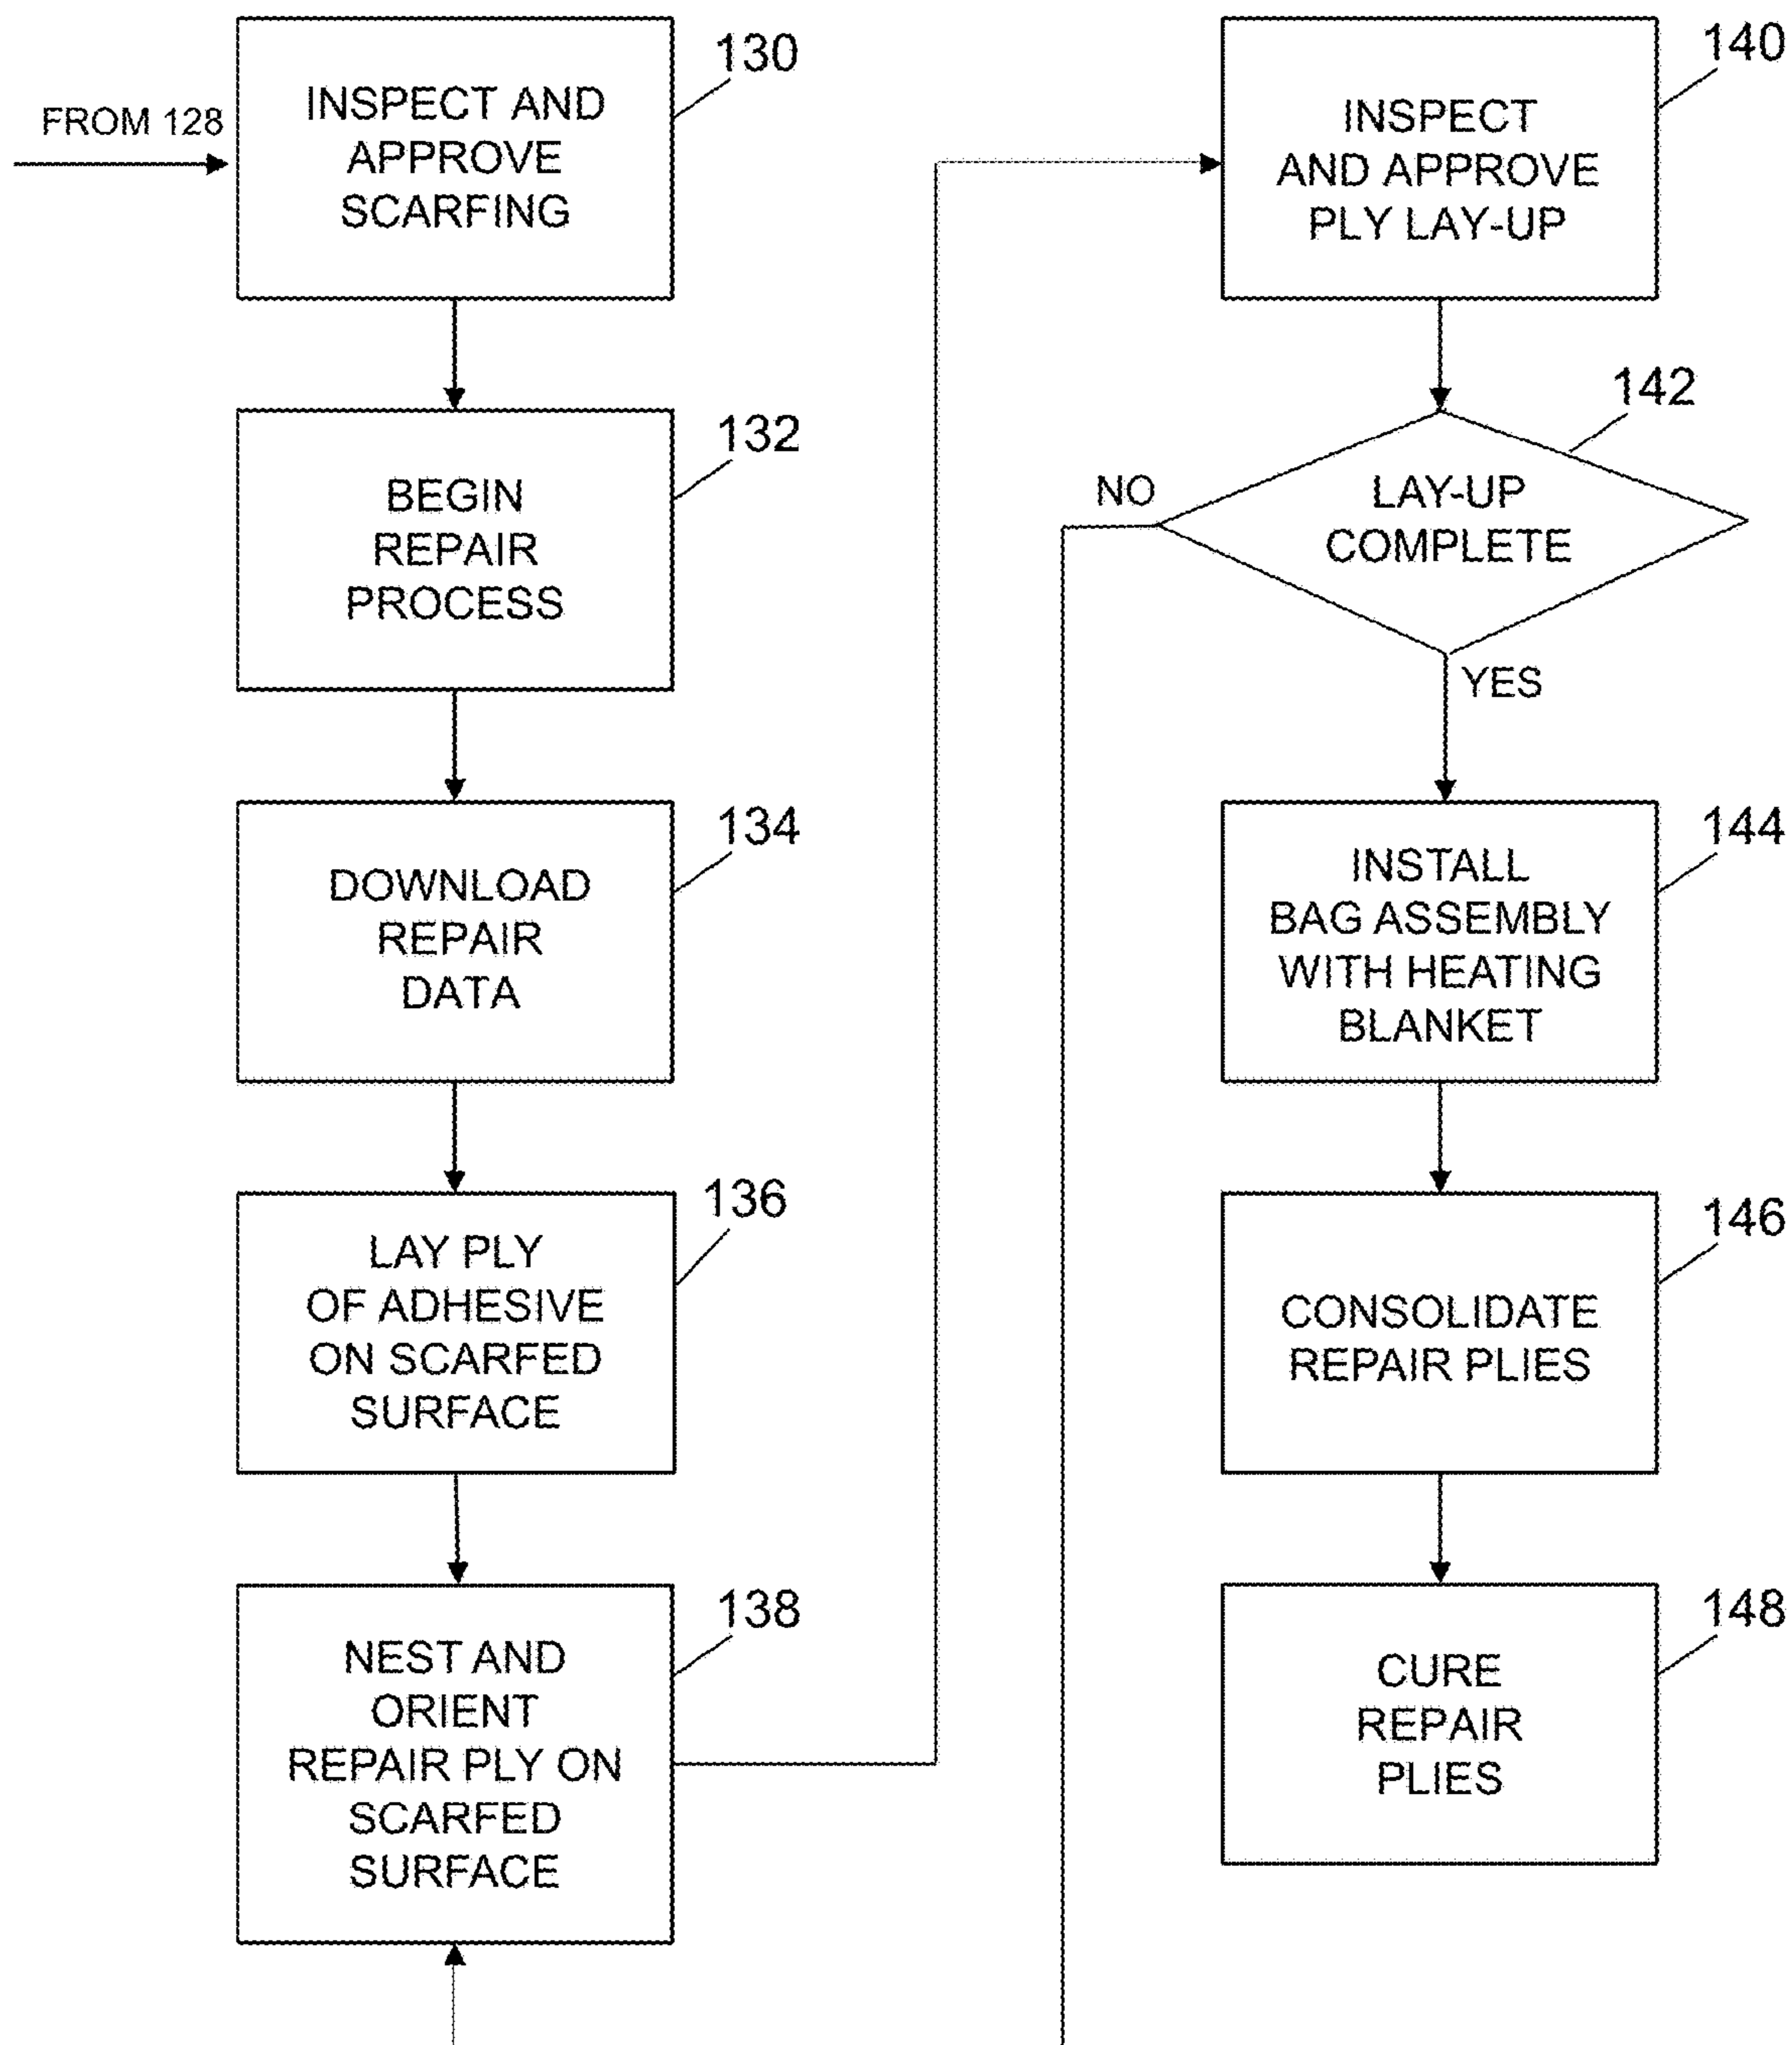 FROM 128
130
INSPECT AND
APPROVE
SCARFING
132
BEGIN
REPAIR
PROCESS
134
DOWNLOAD
REPAIR
DATA
136
LAY PLY
OF ADHESIVE
ON SCARFED
SURFACE
138
NEST AND
ORIENT
REPAIR PLY ON
SCARFED
SURFACE
140
INSPECT
AND APPROVE
PLY LAY-UP
142
NO
LAY-UP
COMPLETE
YES
144
INSTALL
BAG ASSEMBLY
WITH HEATING
BLANKET
146
CONSOLIDATE
REPAIR PLIES
148
CURE
REPAIR
PLIES